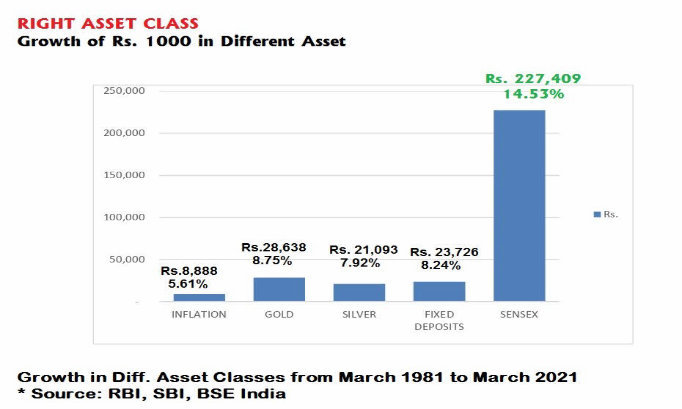 RIGHT ASSET CLASS
Growth of Rs. 1000 in Different Asset
Rs. 227,409
14.53%
250,000
200,000
150,000
100,000
50,000
-
Rs.8,888
5.61%
Rs.28,638
8.75%
Rs. 21,093
7.92%
Rs. 23,726
8.24%
Rs.
INFLATION
GOLD
SILVER
FIXED
DEPOSITS
SENSEX
Growth in Diff. Asset Classes from March 1981 to March 2021
* Source: RBI, SBI, BSE India